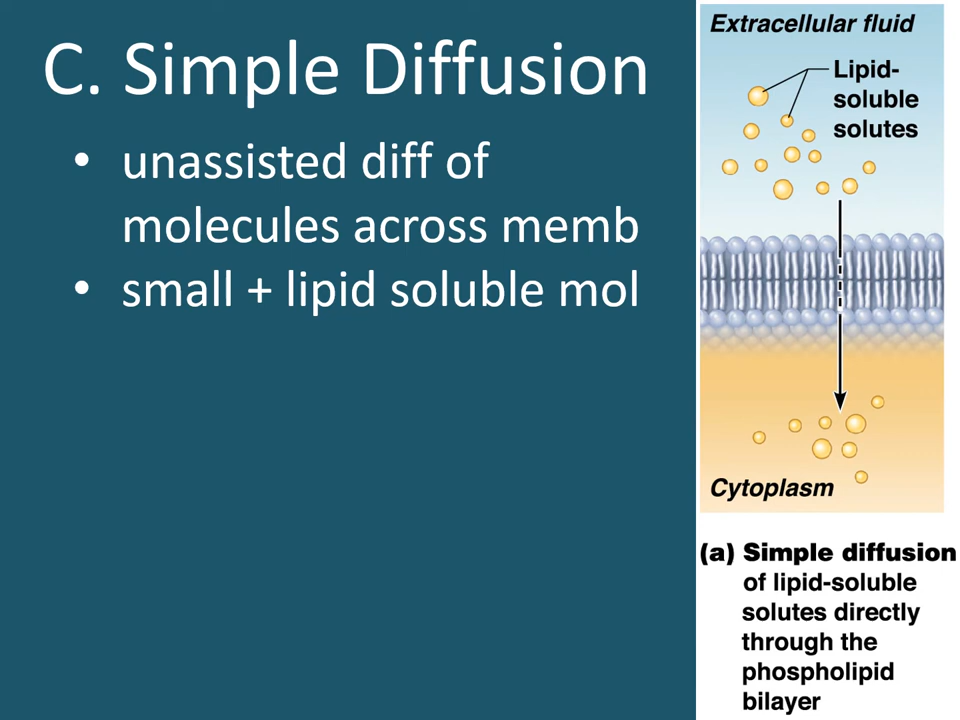 C. Simple Diffusion
• unassisted diff of
molecules across memb
• small + lipid soluble mol
Extracellular fluid
Lipid-
soluble
solutes
Cytoplasm
(a) Simple diffusion
of lipid-soluble
solutes directly
through the
phospholipid
bilayer